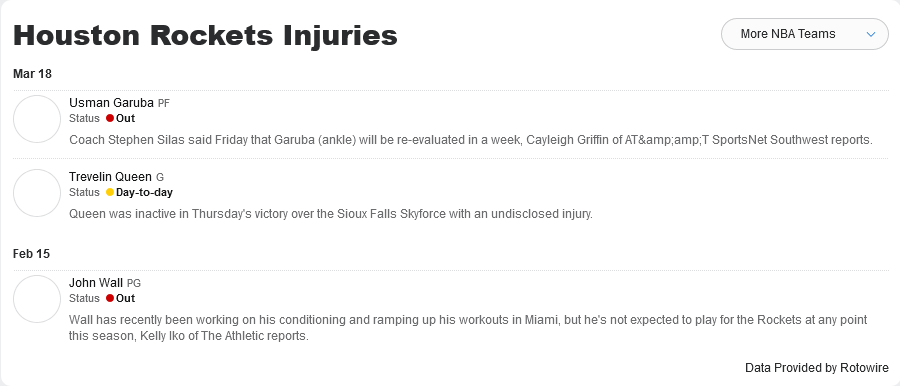 Houston Rockets Injuries
More NBA Teams
Mar 18
Usman Garuba PF
Status Out
Coach Stephen Silas said Friday that Garuba (ankle) will be re-evaluated in a week, Cayleigh Griffin of AT&amp;amp;T SportsNet Southwest reports.
Trevelin Queen G
Status Day-to-day
Queen was inactive in Thursday's victory over the Sioux Falls Skyforce with an undisclosed injury.
Feb 15
John Wall PG
Status Out
Wall has recently been working on his conditioning and ramping up his workouts in Miami, but he's not expected to play for the Rockets at any point
this season, Kelly Iko of The Athletic reports.
Data Provided by Rotowire